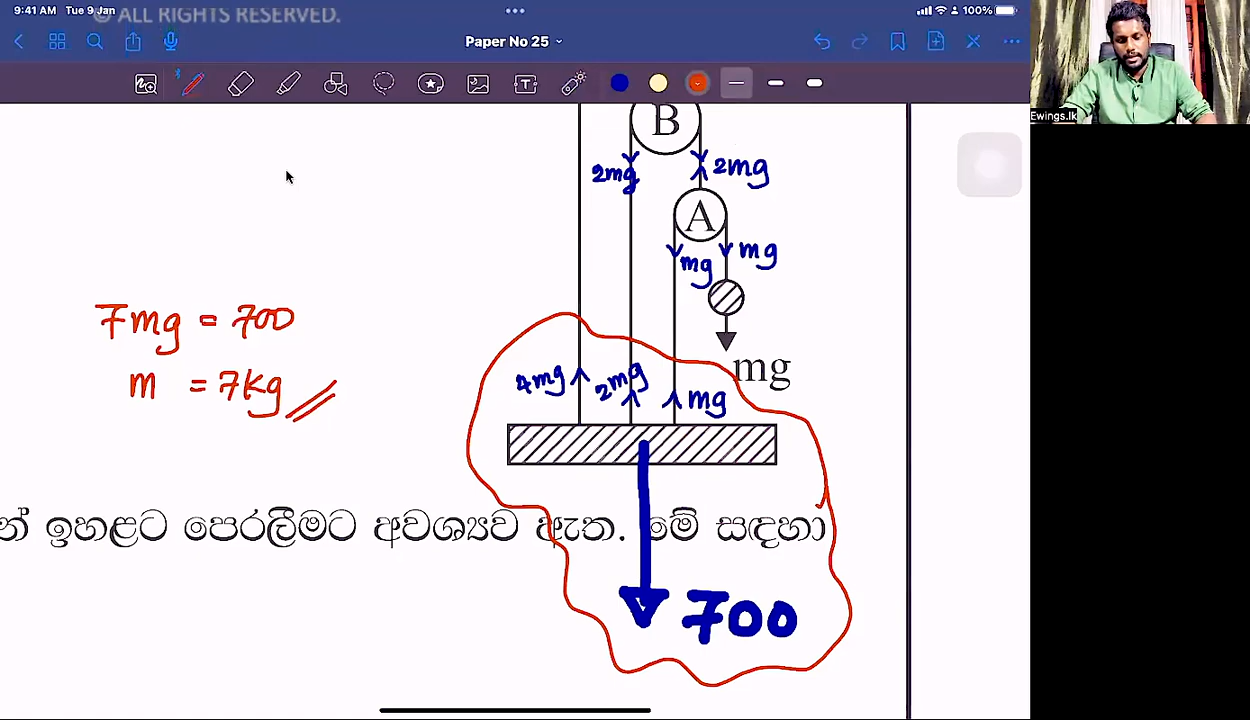 © ALL RIGHTS RESERVED.
9:41 AM Tue 9 Jan
100%
Paper No 25
T
Ewings.lk
B
2mg 2mg
A
mg mg
mg
7mg = 700
m = 7kg
4mg 2mg mg
න් ඉහළට පෙරලීමට අවශ්‍යව ඇත. මේ සඳහා
700